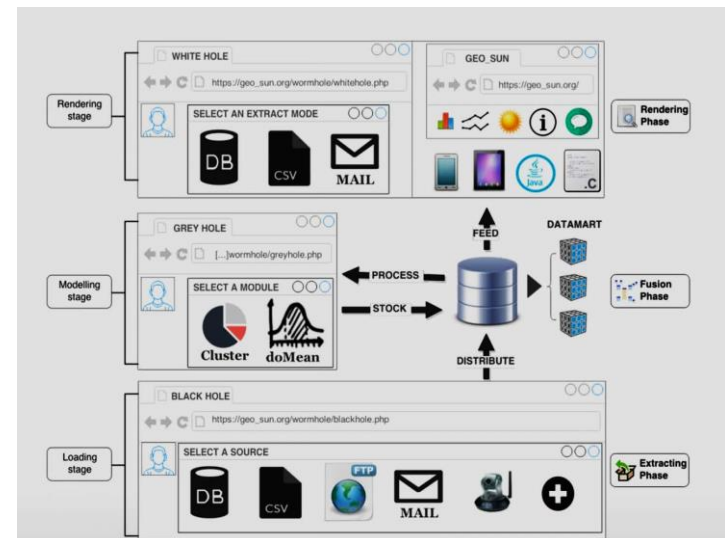 WHITE HOLE
https://geo_sun.org/wormhole/whitehole.php
Rendering
stage
SELECT AN EXTRACT MODE
DB
CSV
MAIL
GEO_SUN
https://geo_sun.org/
i
Java
.C
Rendering
Phase
GREY HOLE
[...]wormhole/greyhole.php
Modelling
stage
SELECT A MODULE
Cluster
doMean
PROCESS
STOCK
FEED
DISTRIBUTE
DATAMART
Fusion
Phase
BLACK HOLE
https://geo_sun.org/wormhole/blackhole.php
Loading
stage
SELECT A SOURCE
DB
CSV
FTP
MAIL
Extracting
Phase